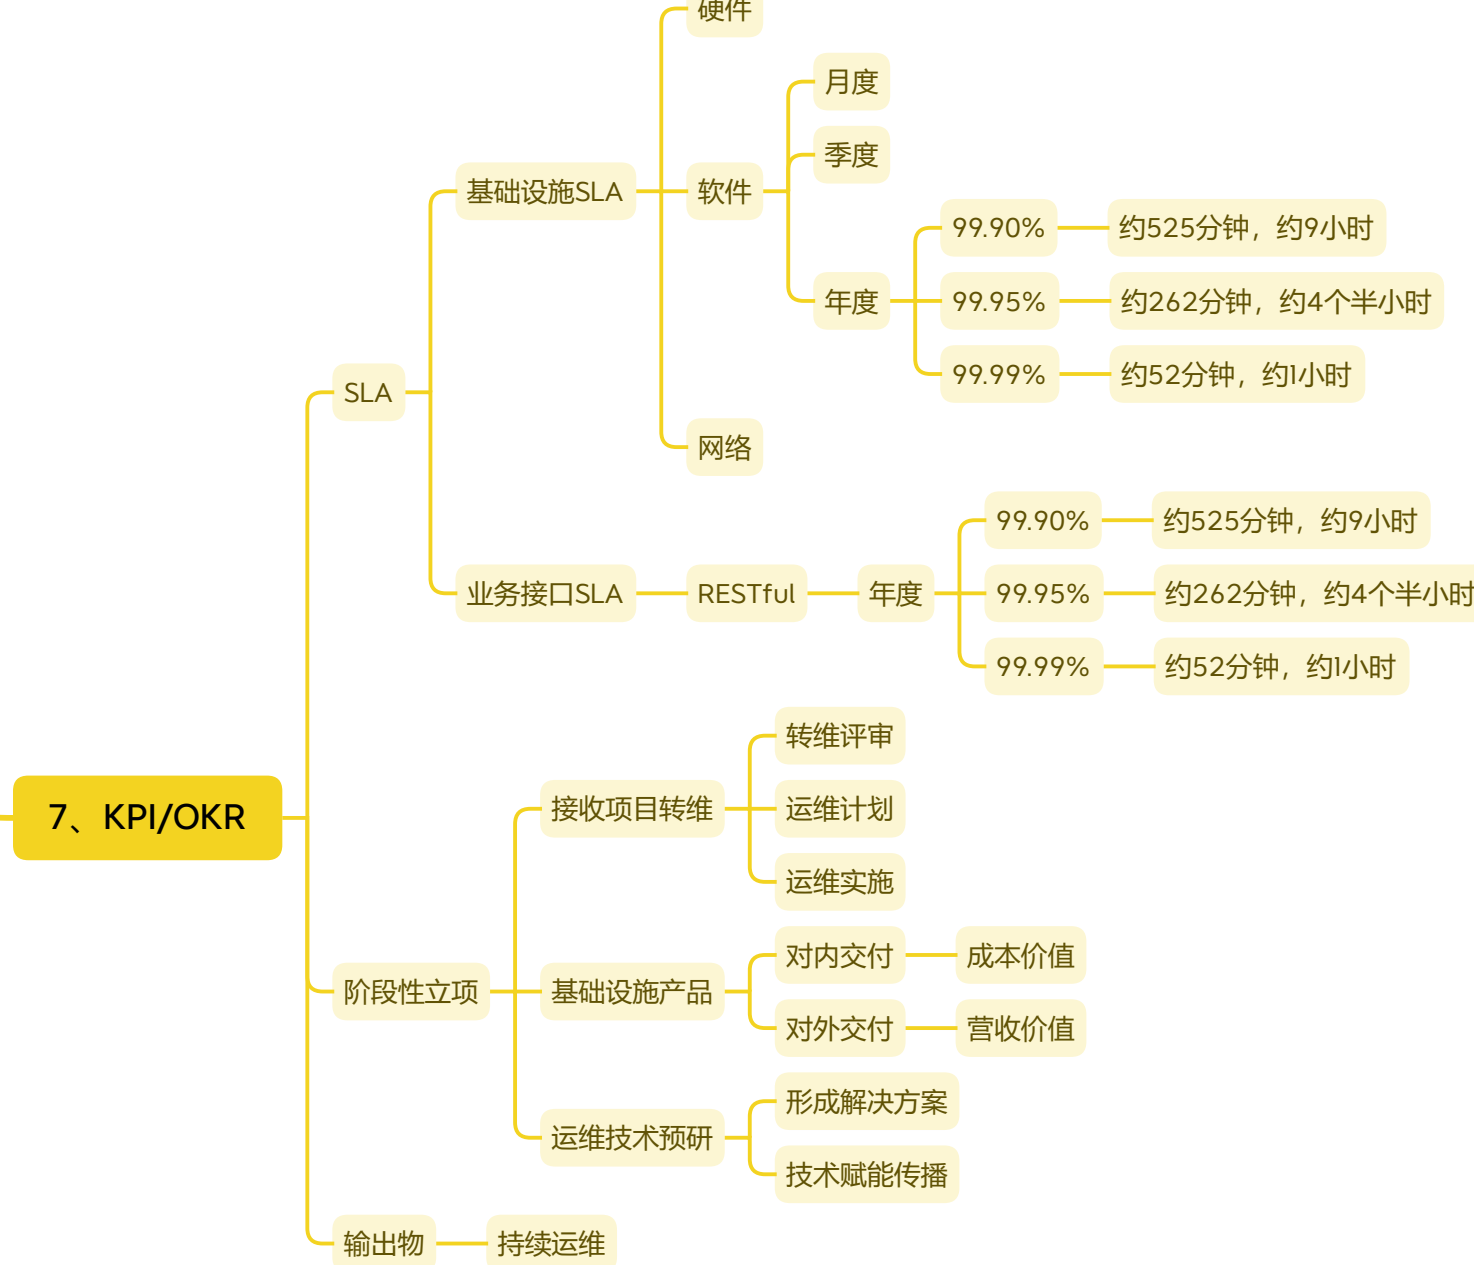 7、KPI/OKR
SLA
基础设施SLA
硬件
软件
月度
季度
年度
99.90%
约525分钟，约9小时
99.95%
约262分钟，约4个半小时
99.99%
约52分钟，约1小时
网络
业务接口SLA
RESTful
年度
99.90%
约525分钟，约9小时
99.95%
约262分钟，约4个半小时
99.99%
约52分钟，约1小时
阶段性立项
接收项目转维
转维评审
运维计划
运维实施
基础设施产品
对内交付
成本价值
对外交付
营收价值
运维技术预研
形成解决方案
技术赋能传播
输出物
持续运维